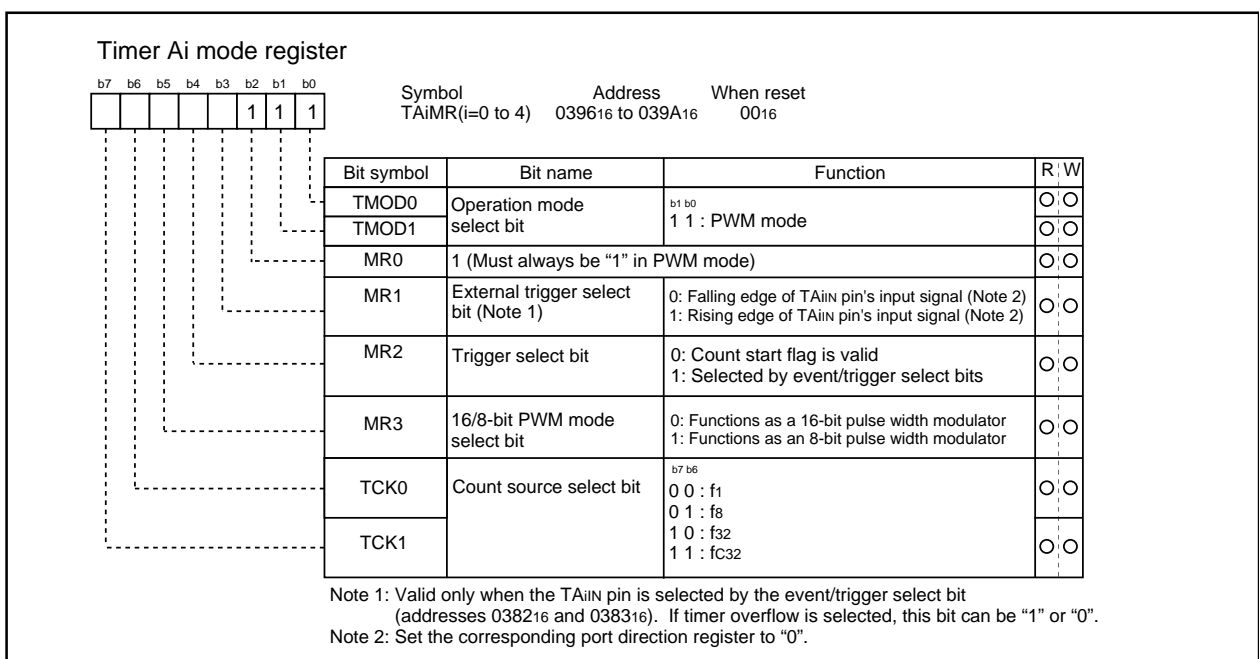 Timer Ai mode register
b7 b6 b5 b4 b3 b2 b1 b0
1 1 1
Symbol Address When reset
TAiMR(i=0 to 4) 039616 to 039A16 0016
Bit symbol Bit name Function R W
TMOD0 Operation mode select bit b1 b0
1 1 : PWM mode
TMOD1
MR0 1 (Must always be “1” in PWM mode)
MR1 External trigger select bit (Note 1) 0: Falling edge of TAiIN pin's input signal (Note 2)
1: Rising edge of TAiIN pin's input signal (Note 2)
MR2 Trigger select bit 0: Count start flag is valid
1: Selected by event/trigger select bits
MR3 16/8-bit PWM mode select bit 0: Functions as a 16-bit pulse width modulator
1: Functions as an 8-bit pulse width modulator
TCK0 Count source select bit b7 b6
0 0 : f1
0 1 : f8
TCK1 1 0 : f32
1 1 : fC32
Note 1: Valid only when the TAiIN pin is selected by the event/trigger select bit
(addresses 038216 and 038316). If timer overflow is selected, this bit can be “1” or “0”.
Note 2: Set the corresponding port direction register to “0”.